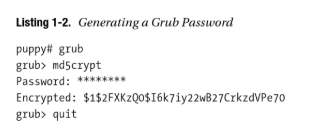 Listing 1-2. Generating a Grub Password
puppy# grub
grub> md5crypt
Password: ********
Encrypted: $1$2FXKzQ0$I6k7iy22wB27CrkzdVPe70
grub> quit